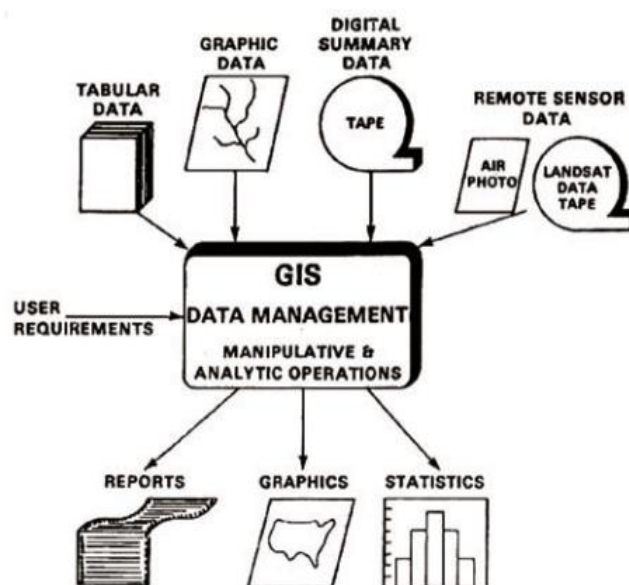 DIGITAL
SUMMARY
DATA
GRAPHIC
DATA
TABULAR
DATA
REMOTE SENSOR
DATA
TAPE
AIR
PHOTO
LANDSAT
DATA
TAPE
GIS
DATA MANAGEMENT
MANIPULATIVE &
ANALYTIC OPERATIONS
USER
REQUIREMENTS
REPORTS
GRAPHICS
STATISTICS